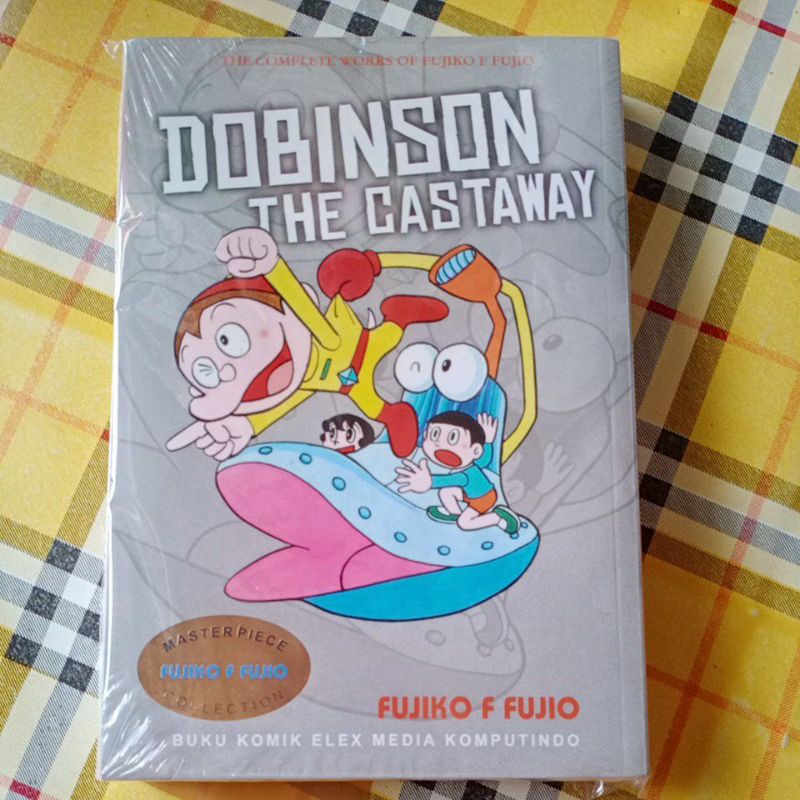 THE COMPLETE WORKS OF FUJIKO F FUJIO
DOBINSON
THE CASTAWAY
MASTERPIECE
FUJIKO F FUJIO
COLLECTION
FUJIKO F FUJIO
BUKU KOMIK ELEX MEDIA KOMPUTINDO